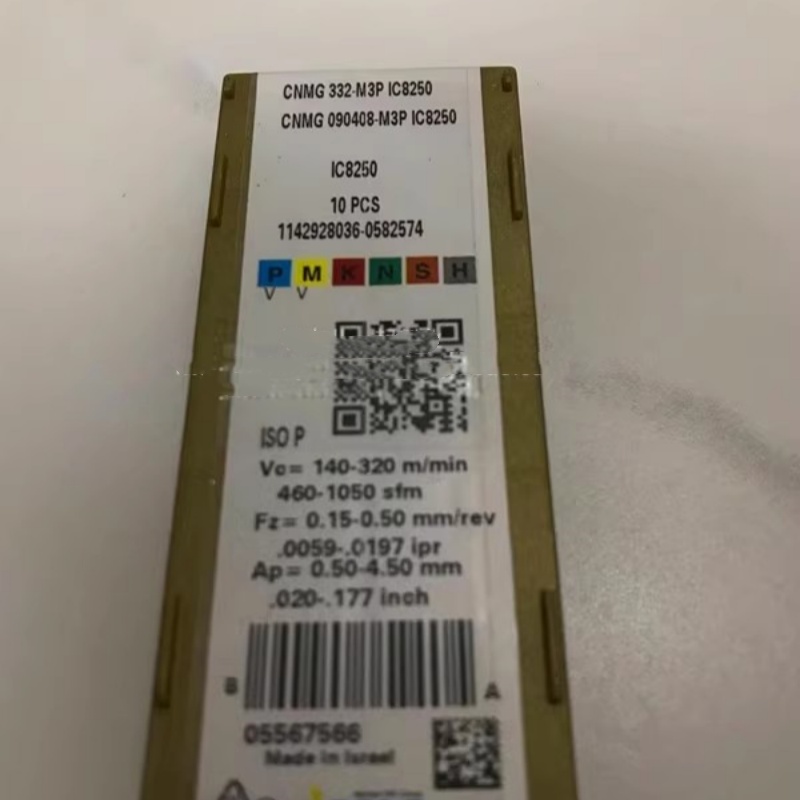 CNMG 332-M3P IC8250
CNMG 090408-M3P IC8250
IC8250
10 PCS
1142928036-0582574
P M K N S H
V V
ISO P
Vc= 140-320 m/min
460-1050 sfm
Fz= 0.15-0.50 mm/rev
.0059-.0197 ipr
Ap= 0.50-4.50 mm
.020-.177 inch
B A
05567566
Made in Israel